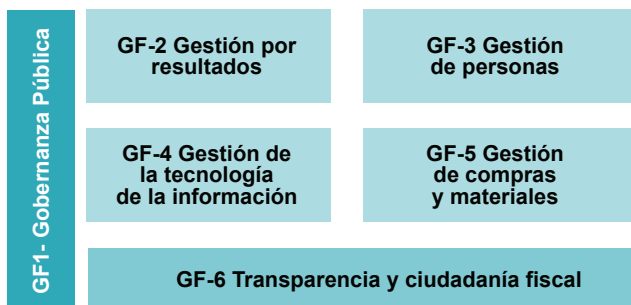 GF1- Gobernanza Pública
GF-2 Gestión por
resultados
GF-3 Gestión
de personas
GF-4 Gestión de
la tecnología
de la información
GF-5 Gestión
de compras
y materiales
GF-6 Transparencia y ciudadanía fiscal